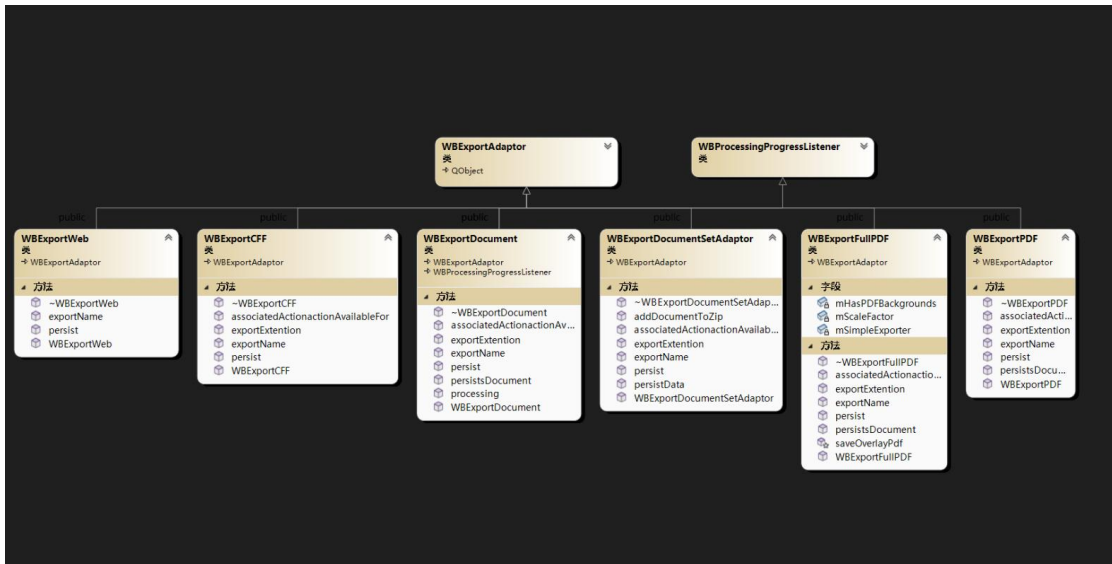 WBExportAdaptor
类
QObject
WBProcessingProgressListener
类
public
public
public
public
public
public
WBExportWeb
类
WBExportAdaptor
方法
~WBExportWeb
exportName
persist
WBExportWeb
WBExportCFF
类
WBExportAdaptor
方法
~WBExportCFF
associatedActionactionAvailableFor
exportExtention
exportName
persist
WBExportCFF
WBExportDocument
类
WBExportAdaptor
WBProcessingProgressListener
方法
~WBExportDocument
associatedActionactionAv...
exportExtention
exportName
persist
persistsDocument
processing
WBExportDocument
WBExportDocumentSetAdaptor
类
WBExportAdaptor
方法
~WBExportDocumentSetAdap...
addDocumentToZip
associatedActionactionAvailab...
exportExtention
exportName
persist
persistData
WBExportDocumentSetAdaptor
WBExportFullPDF
类
WBExportAdaptor
字段
mHasPDFBackgrounds
mScaleFactor
mSimpleExporter
方法
~WBExportFullPDF
associatedActionactio...
exportExtention
exportName
persist
persistsDocument
saveOverlayPdf
WBExportFullPDF
WBExportPDF
类
WBExportAdaptor
方法
~WBExportPDF
associatedActi...
exportExtention
exportName
persist
persistsDocu...
WBExportPDF